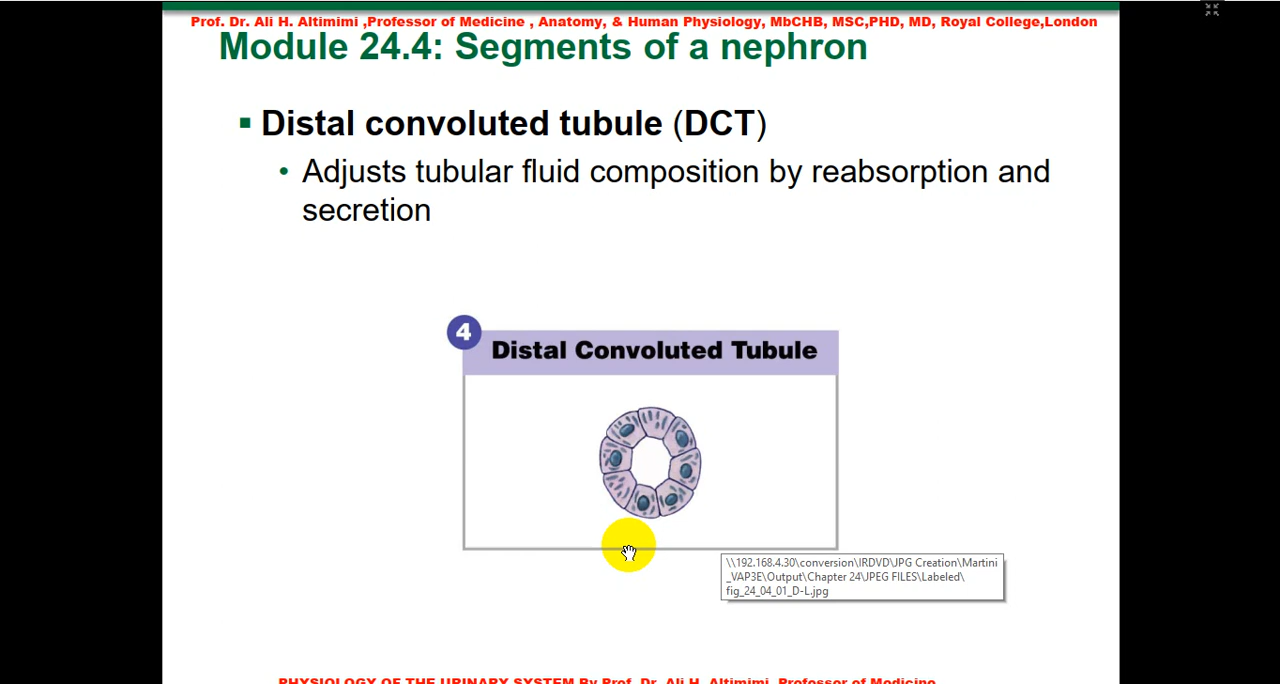 Prof. Dr. Ali H. Altimimi ,Professor of Medicine , Anatomy, & Human Physiology, MbCHB, MSC,PHD, MD, Royal College,London
Module 24.4: Segments of a nephron
Distal convoluted tubule (DCT)
Adjusts tubular fluid composition by reabsorption and
secretion
4
Distal Convoluted Tubule
\\192.168.4.30\conversion\IRDVD\JPG Creation\Martini
_VAP3E\Output\Chapter 24\JPEG FILES\Labeled\
fig_24_04_01_D-L.jpg
PHYSIOLOGY OF THE URINARY SYSTEM By Prof. Dr. Ali H. Altimimi, Professor of Medicine